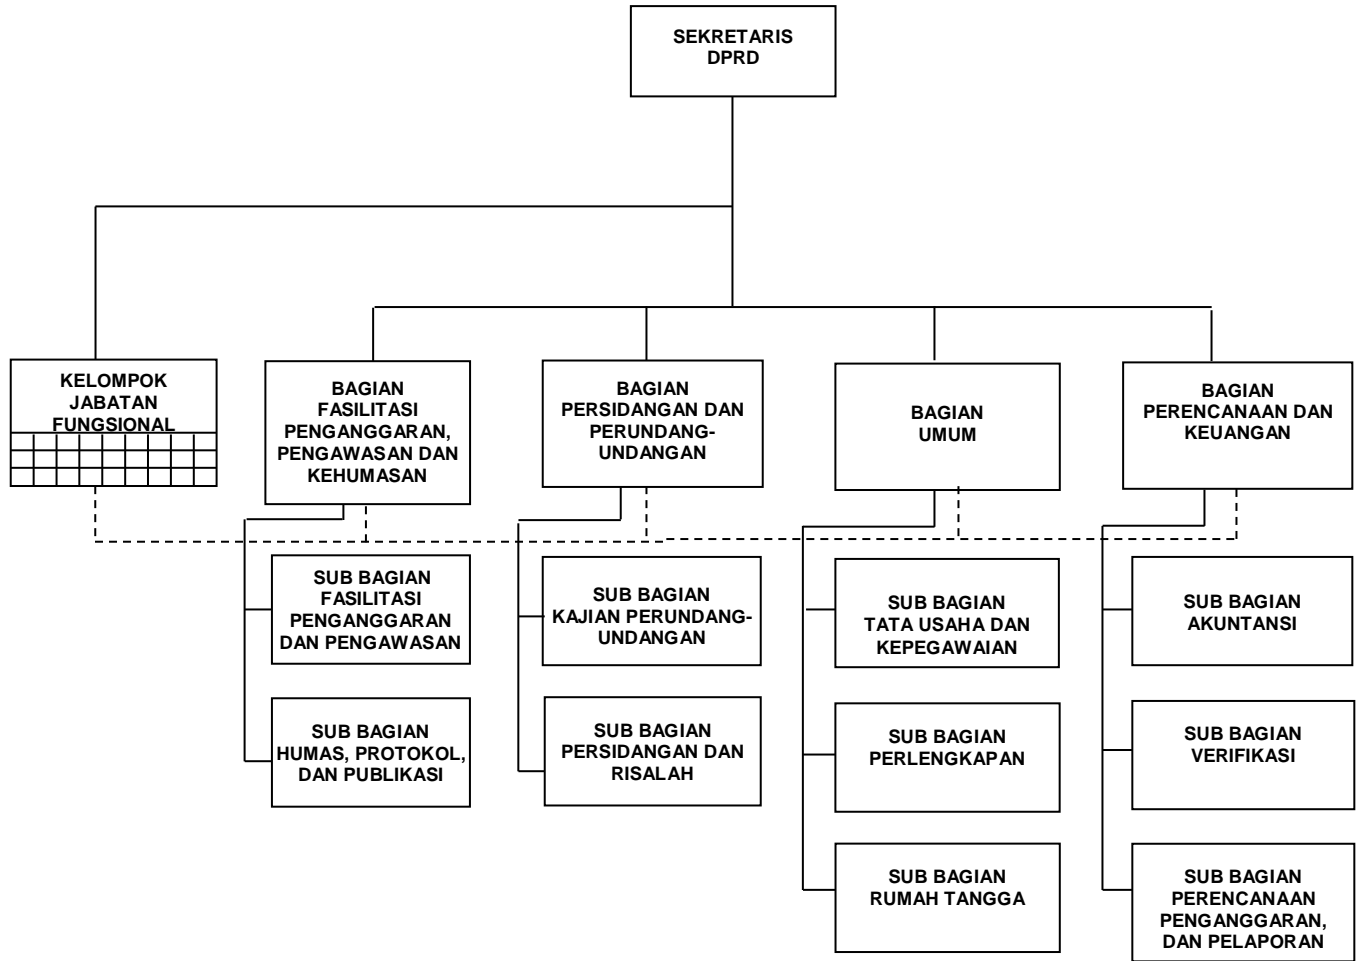 SEKRETARIS
DPRD
KELOMPOK
JABATAN
FUNGSIONAL
BAGIAN
FASILITASI
PENGANGGARAN,
PENGAWASAN DAN
KEHUMASAN
BAGIAN
PERSIDANGAN DAN
PERUNDANG-
UNDANGAN
BAGIAN
UMUM
BAGIAN
PERENCANAAN DAN
KEUANGAN
SUB BAGIAN
FASILITASI
PENGANGGARAN
DAN PENGAWASAN
SUB BAGIAN
KAJIAN PERUNDANG-
UNDANGAN
SUB BAGIAN
TATA USAHA DAN
KEPEGAWAIAN
SUB BAGIAN
AKUNTANSI
SUB BAGIAN
HUMAS, PROTOKOL,
DAN PUBLIKASI
SUB BAGIAN
PERSIDANGAN DAN
RISALAH
SUB BAGIAN
PERLENGKAPAN
SUB BAGIAN
VERIFIKASI
SUB BAGIAN
RUMAH TANGGA
SUB BAGIAN
PERENCANAAN
PENGANGGARAN,
DAN PELAPORAN